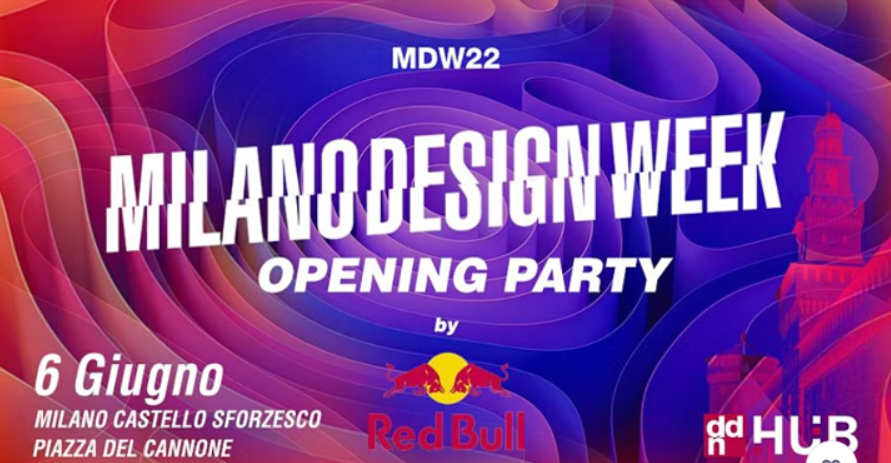 MDW22
MILANO DESIGN WEEK
OPENING PARTY
by
Red Bull
6 Giugno
MILANO CASTELLO SFORZESCO
PIAZZA DEL CANNONE
ddn HUB